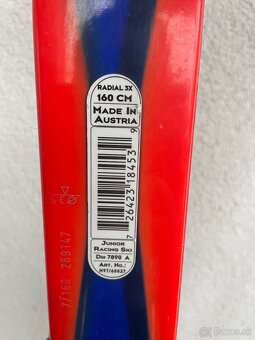 RADIAL 3X
160 CM
MADE IN
AUSTRIA
7 26423 18453 9
JUNIOR
RACING SKI
DIN 7890 A
ART. NO.:
H97/60027
77160 269147
bazos.sk